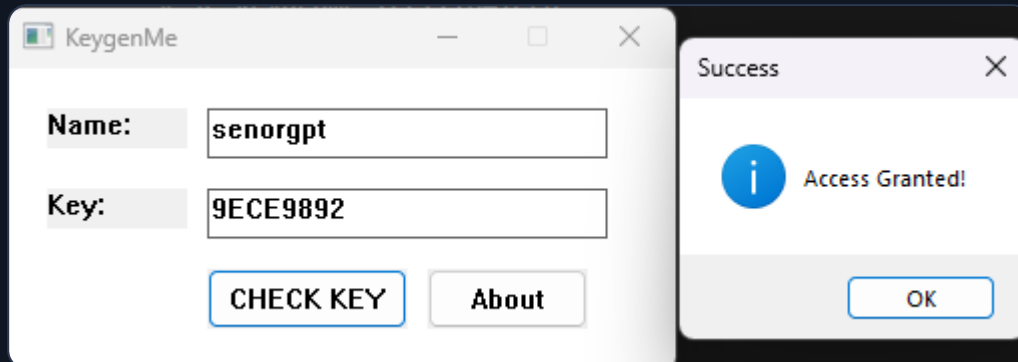 KeygenMe
Name:
senorgpt
Key:
9ECE9892
CHECK KEY
About
Success
Access Granted!
OK